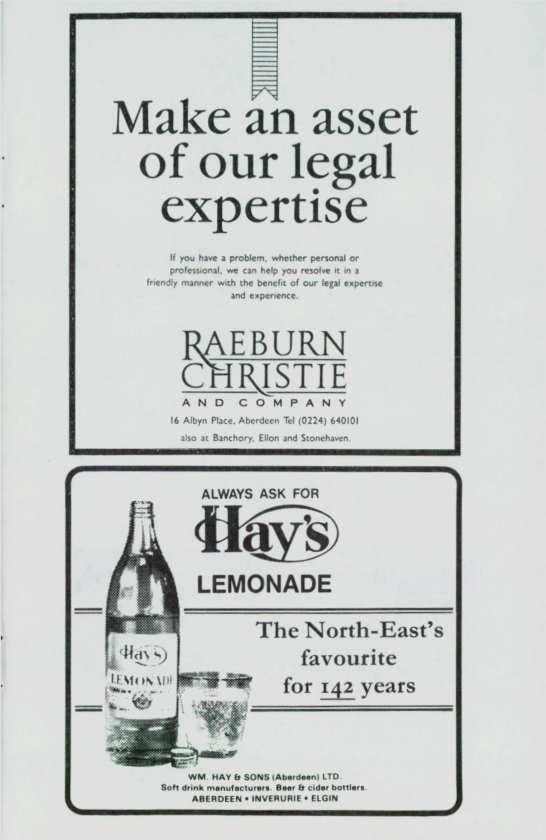 Make an asset
of our legal
expertise
If you have a problem, whether personal or
professional, we can help you resolve it in a
friendly manner with the benefit of our legal expertise
and experience.
RAEBURN
CHRISTIE
AND COMPANY
16 Albyn Place, Aberdeen Tel (0224) 640101
also at Banchory, Ellon and Stonehaven.
ALWAYS ASK FOR
Hay's
LEMONADE
The North-East's
favourite
for 142 years
Hay's
LEMONADE
WM. HAY & SONS (Aberdeen) LTD.
Soft drink manufacturers. Beer & cider bottlers.
ABERDEEN • INVERURIE • ELGIN